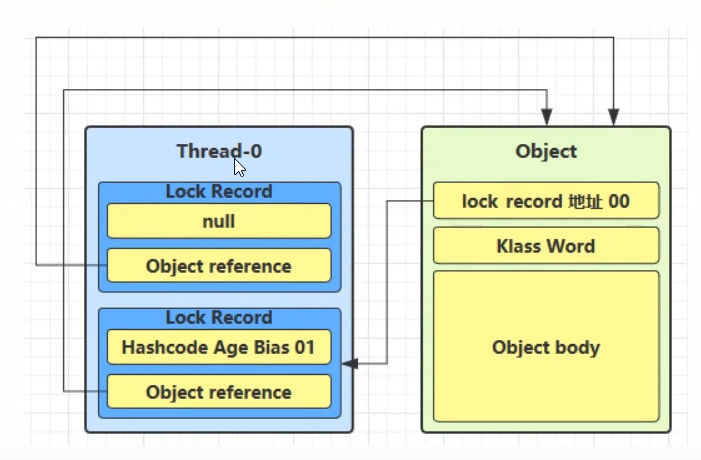 Thread-0
Lock Record
null
Object reference
Lock Record
Hashcode Age Bias 01
Object reference
Object
lock record 地址 00
Klass Word
Object body